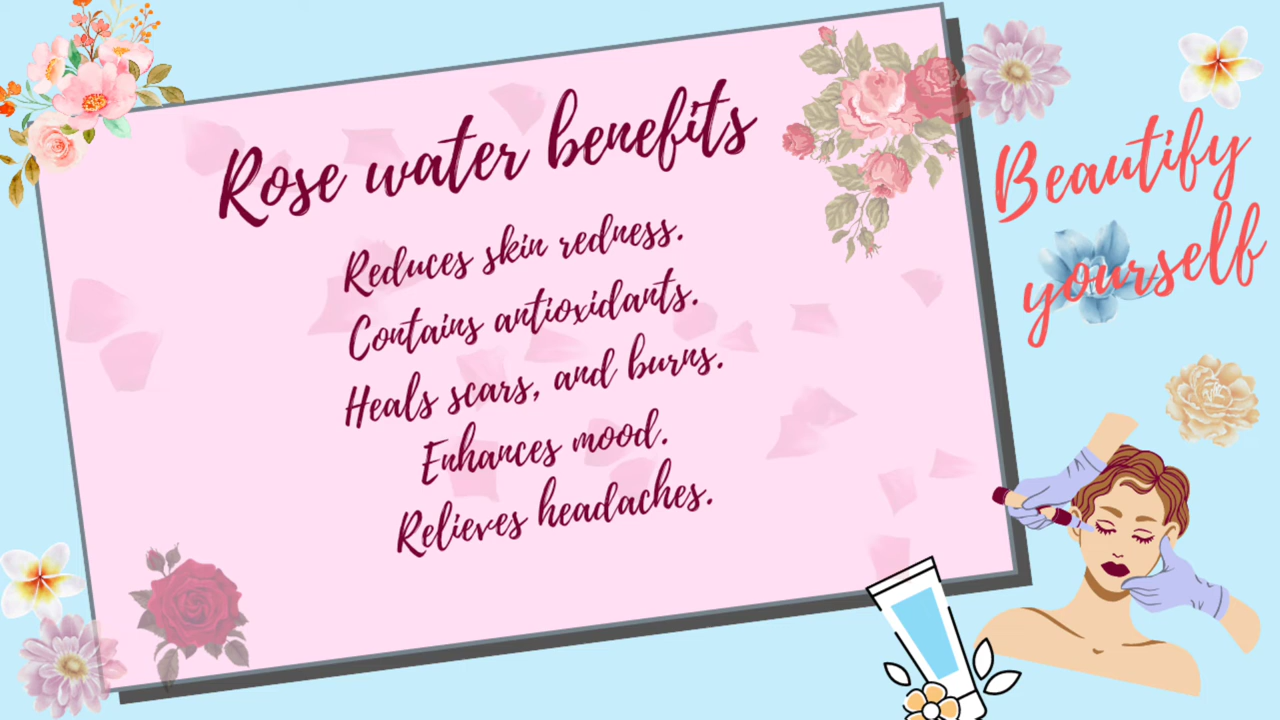 Rose water benefits
Reduces skin redness.
Contains antioxidants.
Heals scars, and burns.
Enhances mood.
Relieves headaches.
Beautify
yourself